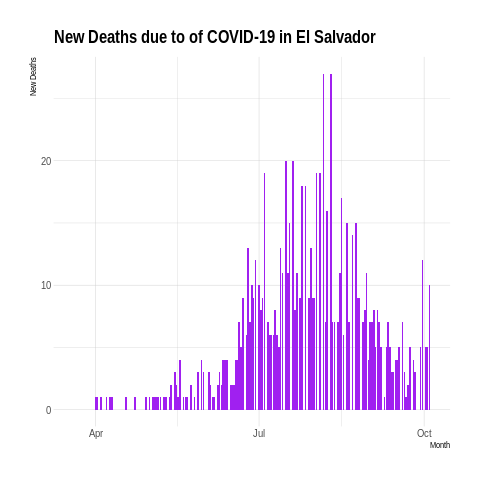 New Deaths due to of COVID-19 in El Salvador
New Deaths
20
10
0
Apr
Jul
Oct
Month